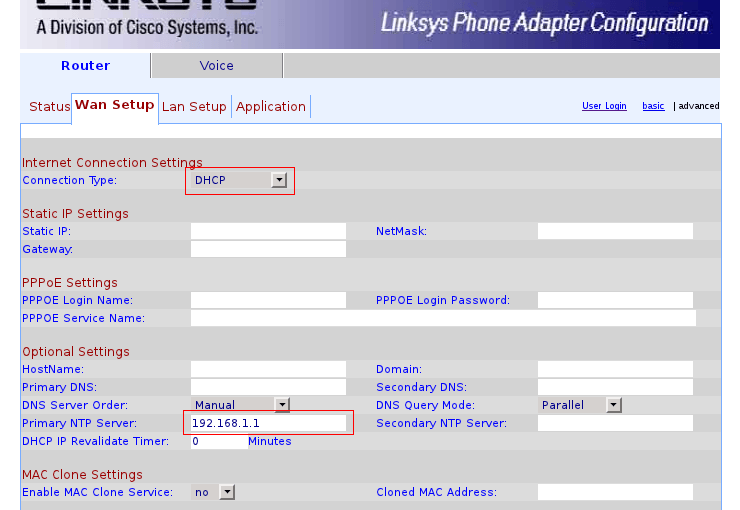 LINKSYS
A Division of Cisco Systems, Inc.
Linksys Phone Adapter Configuration
Router Voice
Status Wan Setup Lan Setup Application User Login basic | advanced
Internet Connection Settings
Connection Type: DHCP
Static IP Settings
Static IP: NetMask:
Gateway:
PPPoE Settings
PPPOE Login Name: PPPOE Login Password:
PPPOE Service Name:
Optional Settings
HostName: Domain:
Primary DNS: Secondary DNS:
DNS Server Order: Manual DNS Query Mode: Parallel
Primary NTP Server: 192.168.1.1 Secondary NTP Server:
DHCP IP Revalidate Timer: 0 Minutes
MAC Clone Settings
Enable MAC Clone Service: no Cloned MAC Address: